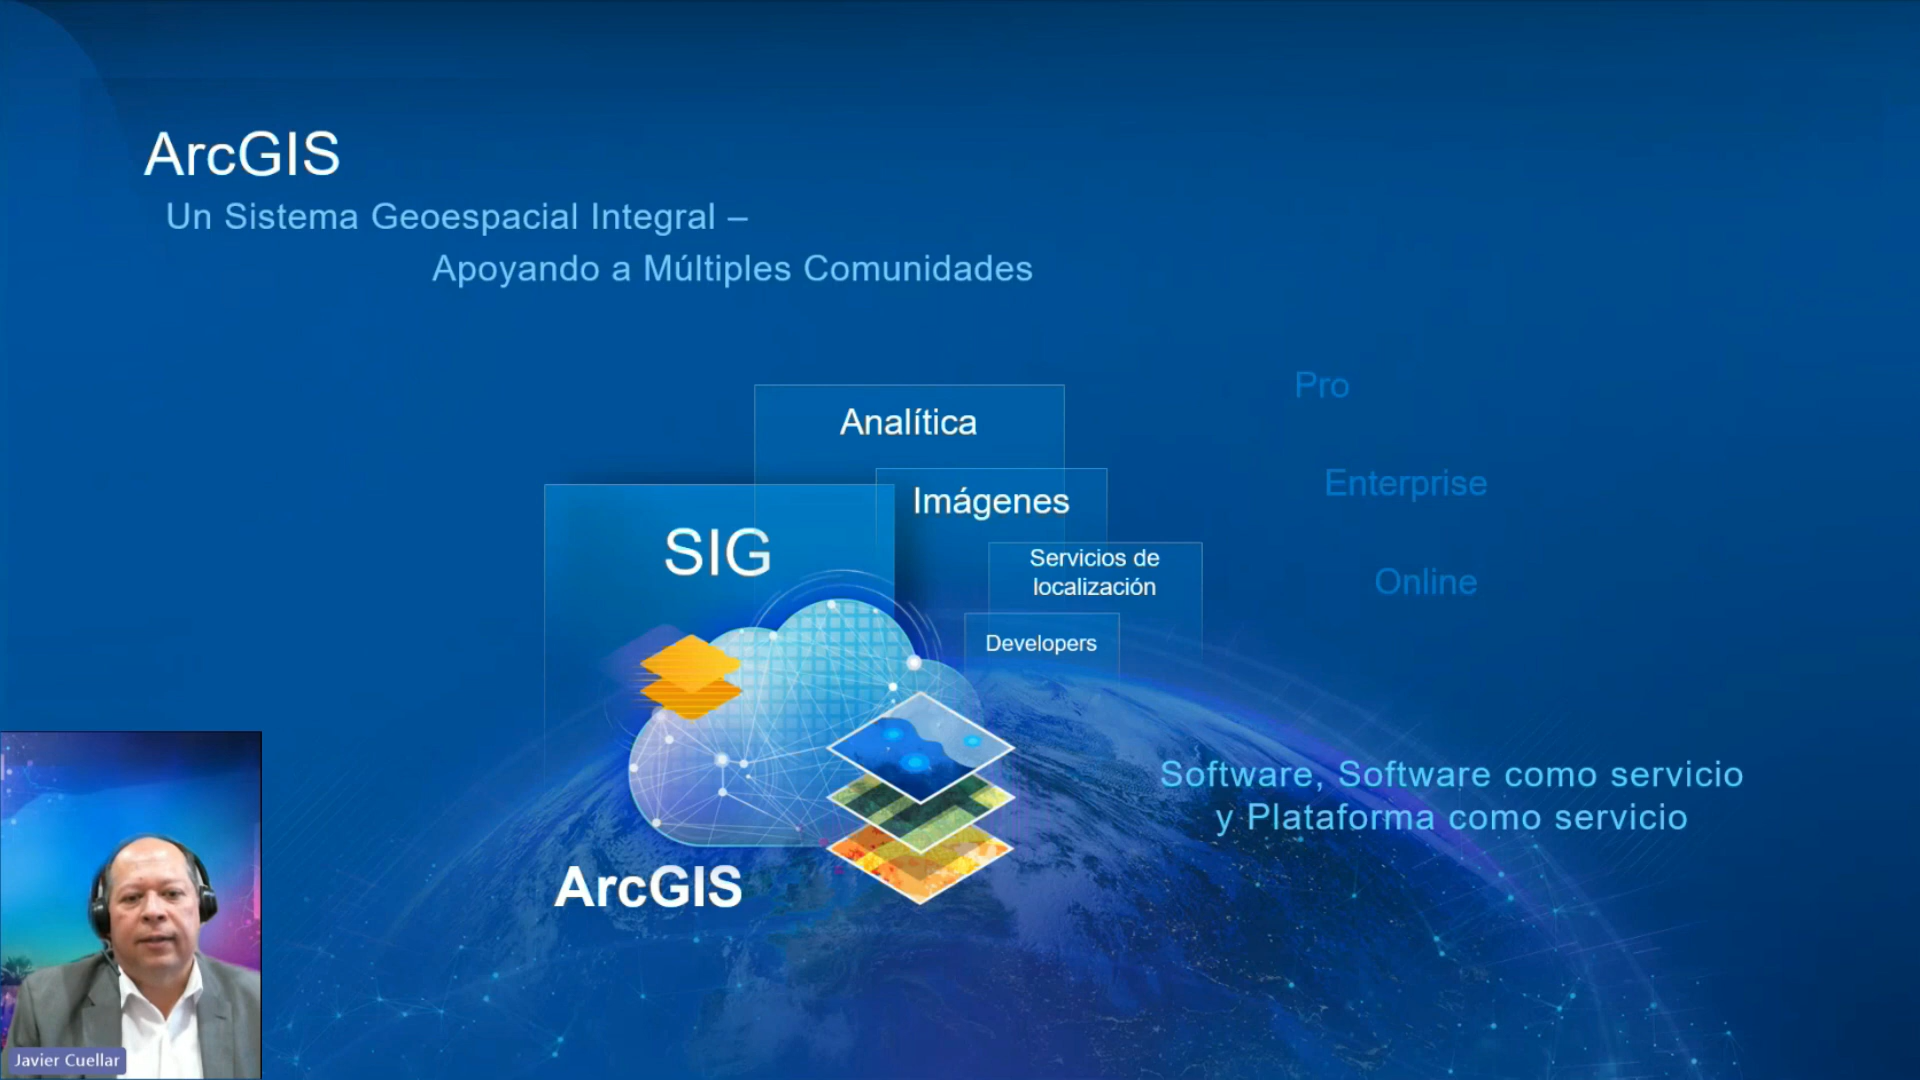 ArcGIS
Un Sistema Geoespacial Integral –
Apoyando a Múltiples Comunidades
Pro
Analítica
Enterprise
Imágenes
SIG
Servicios de
localización
Online
Developers
Software, Software como servicio
y Plataforma como servicio
ArcGIS
Javier Cuellar